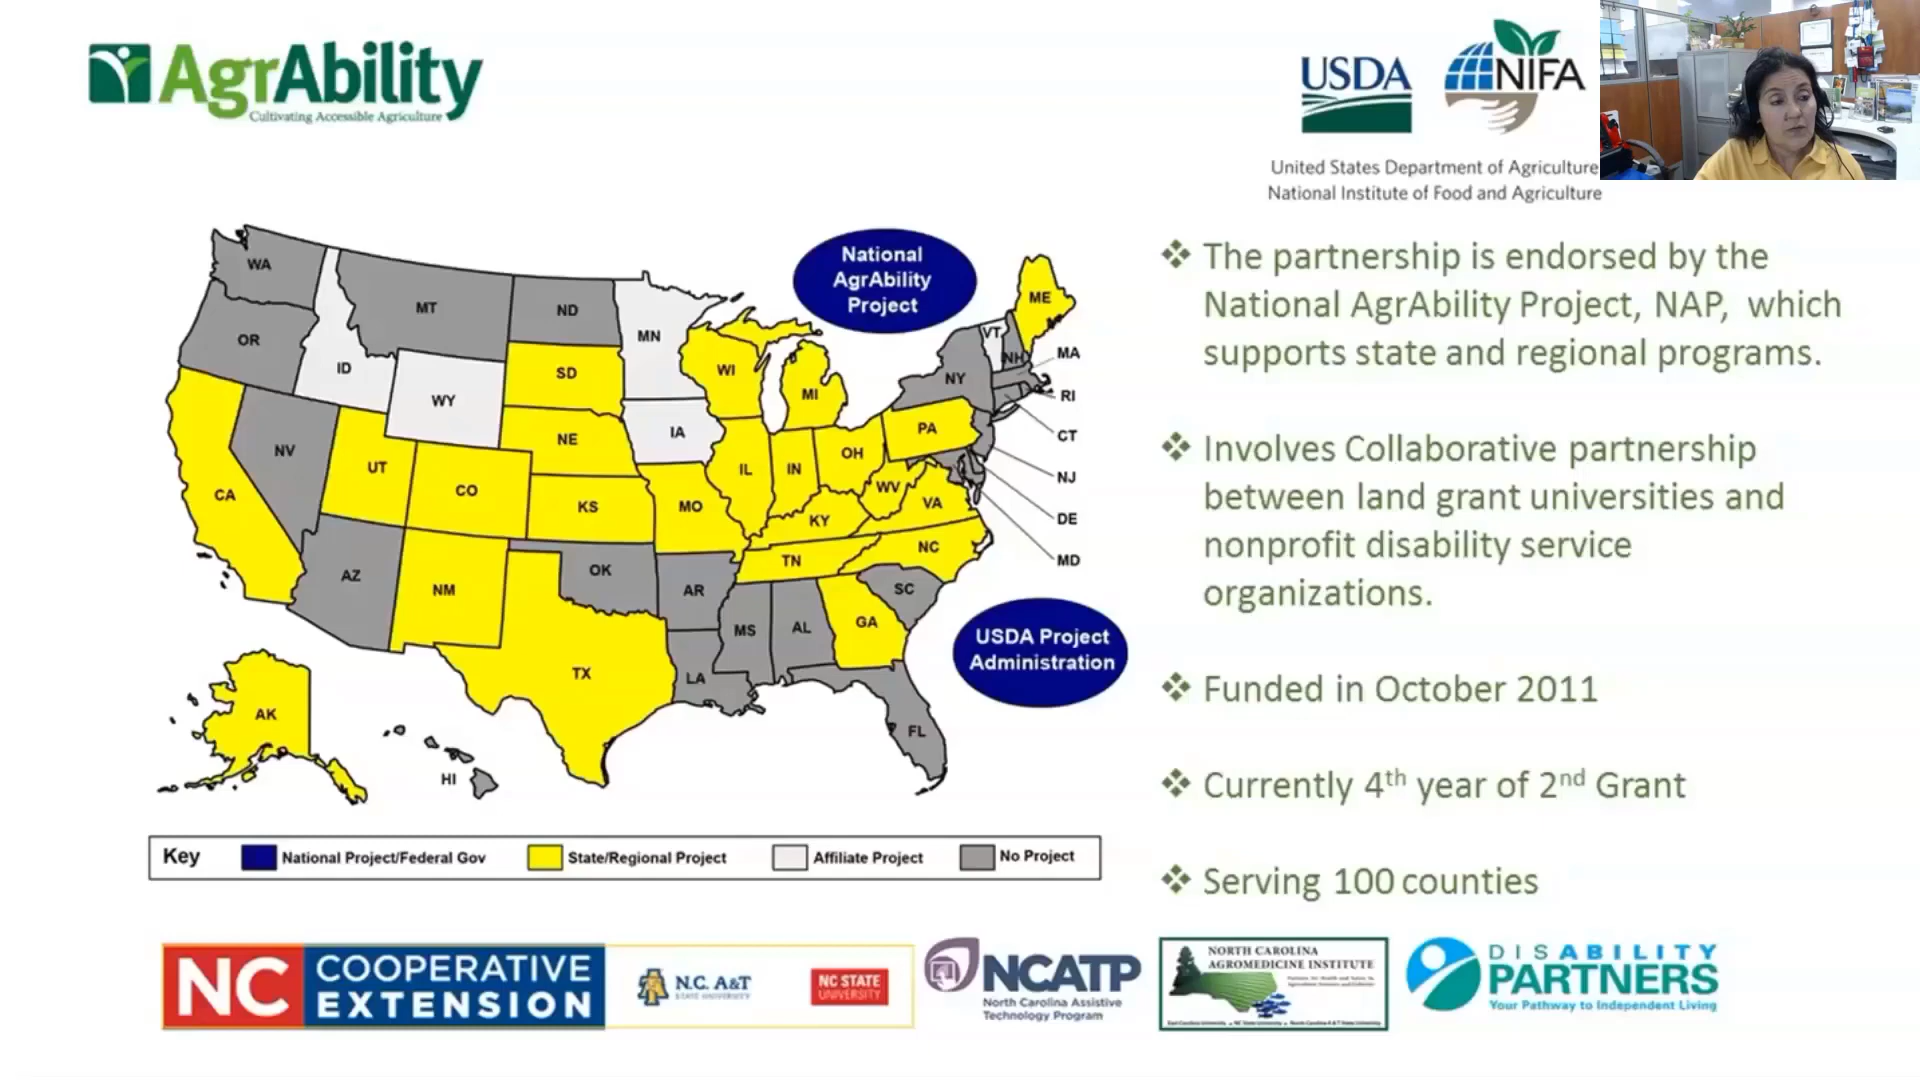 AgrAbility
Cultivating Accessible Agriculture
USDA
NIFA
United States Department of Agriculture
National Institute of Food and Agriculture
National
AgrAbility
Project
WA
MT
ND
MN
OR
ID
WY
SD
WI
MI
NY
VT
NH
ME
MA
RI
CT
NJ
DE
MD
NV
UT
CO
NE
IA
IL
IN
OH
PA
CA
KS
MO
KY
WV
VA
AZ
NM
OK
AR
TN
NC
SC
TX
LA
MS
AL
GA
FL
AK
HI
USDA Project
Administration
Key
National Project/Federal Gov
State/Regional Project
Affiliate Project
No Project
❖ The partnership is endorsed by the
National AgrAbility Project, NAP, which
supports state and regional programs.
❖ Involves Collaborative partnership
between land grant universities and
nonprofit disability service
organizations.
❖ Funded in October 2011
❖ Currently 4th year of 2nd Grant
❖ Serving 100 counties
NC
COOPERATIVE
EXTENSION
N.C. A&T
STATE UNIVERSITY
NC STATE
UNIVERSITY
NCATP
North Carolina Assistive
Technology Program
NORTH CAROLINA
AGROMEDICINE INSTITUTE
DISABILITY
PARTNERS
Your Pathway to Independent Living